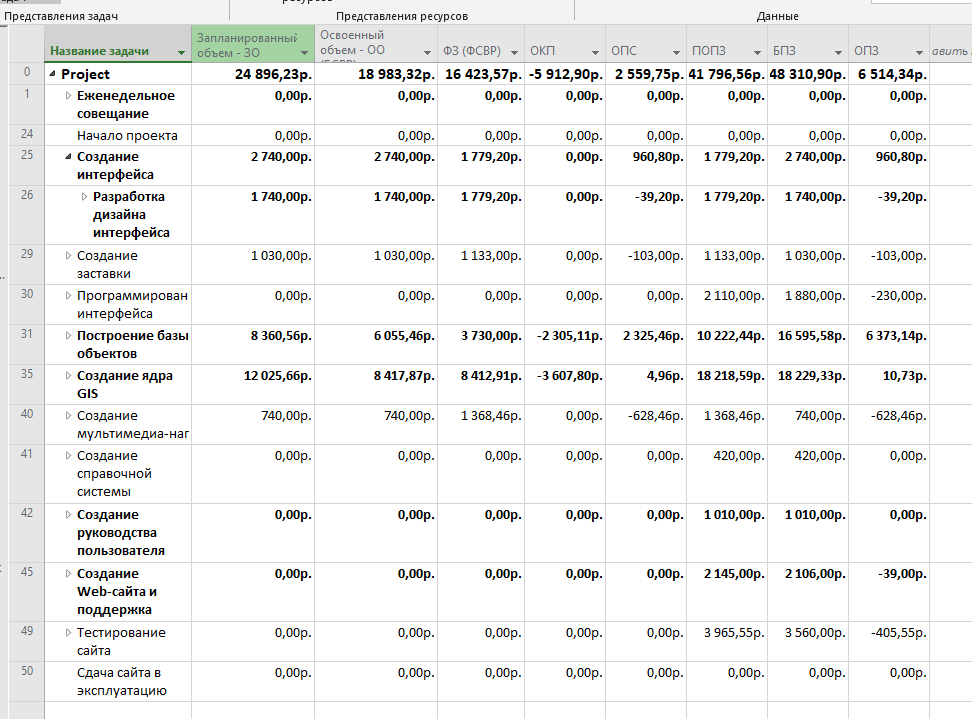 Представления задач Представления ресурсов Данные
Название задачи Запланированный объем - ЗО Освоенный объем - ОО ФЗ (ФСВР) ОКП ОПС ПОПЗ БПЗ ОПЗ авить
0 Project 24 896,23р. 18 983,32р. 16 423,57р. -5 912,90р. 2 559,75р. 41 796,56р. 48 310,90р. 6 514,34р.
1 Еженедельное 0,00р. 0,00р. 0,00р. 0,00р. 0,00р. 0,00р. 0,00р. 0,00р.
совещание
24 Начало проекта 0,00р. 0,00р. 0,00р. 0,00р. 0,00р. 0,00р. 0,00р. 0,00р.
25 Создание 2 740,00р. 2 740,00р. 1 779,20р. 0,00р. 960,80р. 1 779,20р. 2 740,00р. 960,80р.
интерфейса
26 Разработка 1 740,00р. 1 740,00р. 1 779,20р. 0,00р. -39,20р. 1 779,20р. 1 740,00р. -39,20р.
дизайна
интерфейса
29 Создание 1 030,00р. 1 030,00р. 1 133,00р. 0,00р. -103,00р. 1 133,00р. 1 030,00р. -103,00р.
заставки
30 Программирован 0,00р. 0,00р. 0,00р. 0,00р. 0,00р. 2 110,00р. 1 880,00р. -230,00р.
интерфейса
31 Построение базы 8 360,56р. 6 055,46р. 3 730,00р. -2 305,11р. 2 325,46р. 10 222,44р. 16 595,58р. 6 373,14р.
объектов
35 Создание ядра 12 025,66р. 8 417,87р. 8 412,91р. -3 607,80р. 4,96р. 18 218,59р. 18 229,33р. 10,73р.
GIS
40 Создание 740,00р. 740,00р. 1 368,46р. 0,00р. -628,46р. 1 368,46р. 740,00р. -628,46р.
мультимедиа-наг
41 Создание 0,00р. 0,00р. 0,00р. 0,00р. 0,00р. 420,00р. 420,00р. 0,00р.
справочной
системы
42 Создание 0,00р. 0,00р. 0,00р. 0,00р. 0,00р. 1 010,00р. 1 010,00р. 0,00р.
руководства
пользователя
45 Создание 0,00р. 0,00р. 0,00р. 0,00р. 0,00р. 2 145,00р. 2 106,00р. -39,00р.
Web-сайта и
поддержка
49 Тестирование 0,00р. 0,00р. 0,00р. 0,00р. 0,00р. 3 965,55р. 3 560,00р. -405,55р.
сайта
50 Сдача сайта в 0,00р. 0,00р. 0,00р. 0,00р. 0,00р. 0,00р. 0,00р. 0,00р.
эксплуатацию